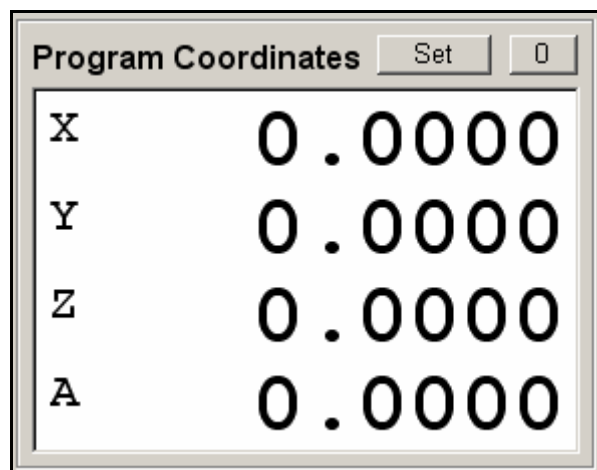 Program Coordinates Set 0
X 0.0000
Y 0.0000
Z 0.0000
A 0.0000